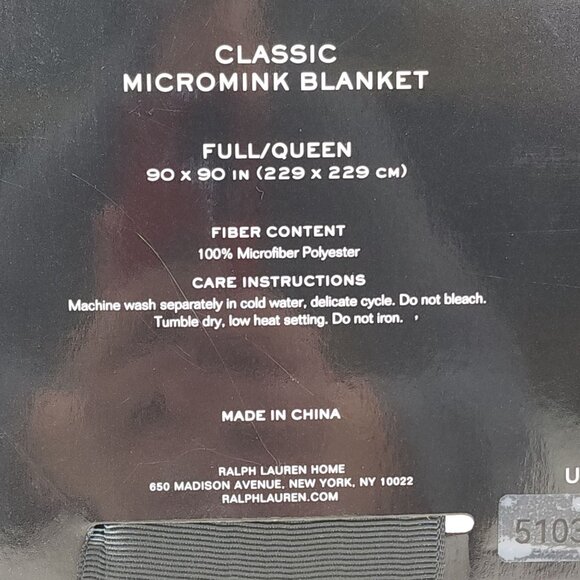 CLASSIC
MICROMINK BLANKET
FULL/QUEEN
90 x 90 IN (229 x 229 CM)
FIBER CONTENT
100% Microfiber Polyester
CARE INSTRUCTIONS
Machine wash separately in cold water, delicate cycle. Do not bleach.
Tumble dry, low heat setting. Do not iron.
MADE IN CHINA
RALPH LAUREN HOME
650 MADISON AVENUE, NEW YORK, NY 10022
RALPHLAUREN.COM